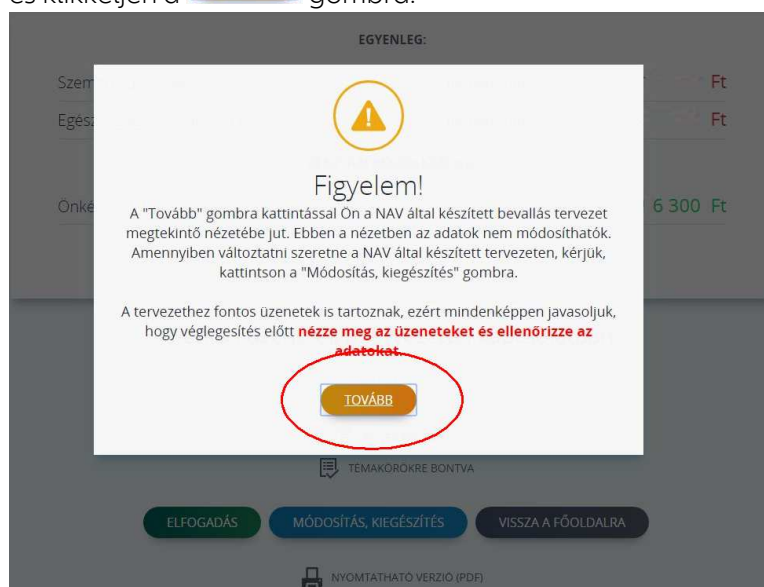 és klikkeljen a gombra.
EGYENLEG:
Szem Ft
Egész Ft
Önké 6 300 Ft
Figyelem!
A "Tovább" gombra kattintással Ön a NAV által készített bevallás tervezet
megtekintő nézetébe jut. Ebben a nézetben az adatok nem módosíthatók.
Amennyiben változtatni szeretne a NAV által készített tervezeten, kérjük,
kattintson a "Módosítás, kiegészítés" gombra.
A tervezethez fontos üzenetek is tartoznak, ezért mindenképpen javasoljuk,
hogy véglegesítés előtt nézze meg az üzeneteket és ellenőrizze az
adatokat.
TOVÁBB
TÉMAKÖRÖKRE BONTVA
ELFOGADÁS MÓDOSÍTÁS, KIEGÉSZÍTÉS VISSZA A FŐOLDALRA
NYOMTATHATÓ VERZIÓ (PDF)